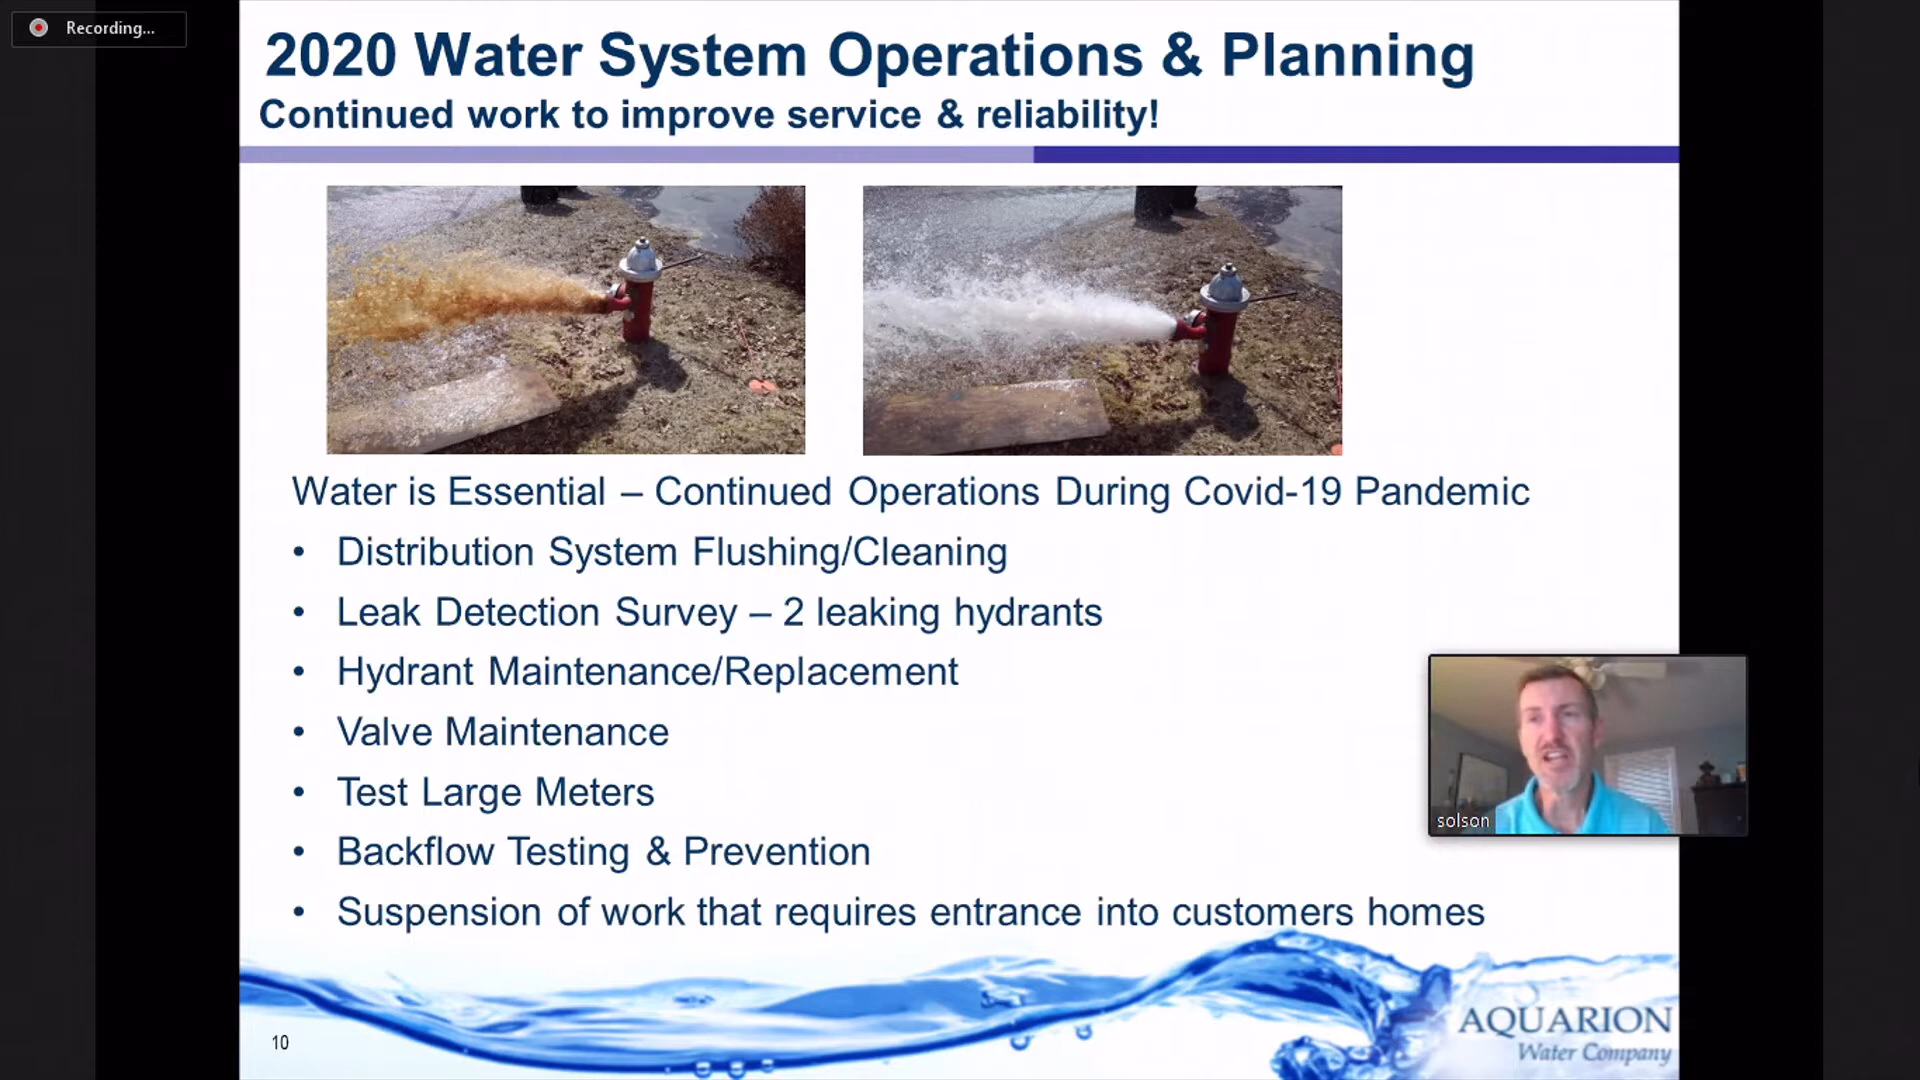 Recording...
2020 Water System Operations & Planning
Continued work to improve service & reliability!
Water is Essential – Continued Operations During Covid-19 Pandemic
• Distribution System Flushing/Cleaning
• Leak Detection Survey – 2 leaking hydrants
• Hydrant Maintenance/Replacement
• Valve Maintenance
• Test Large Meters
• Backflow Testing & Prevention
• Suspension of work that requires entrance into customers homes
solson
10
AQUARION
Water Company